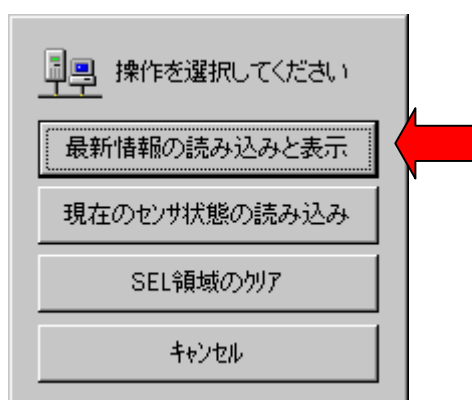 操作を選択してください
最新情報の読み込みと表示
現在のセンサ状態の読み込み
SEL領域のクリア
キャンセル